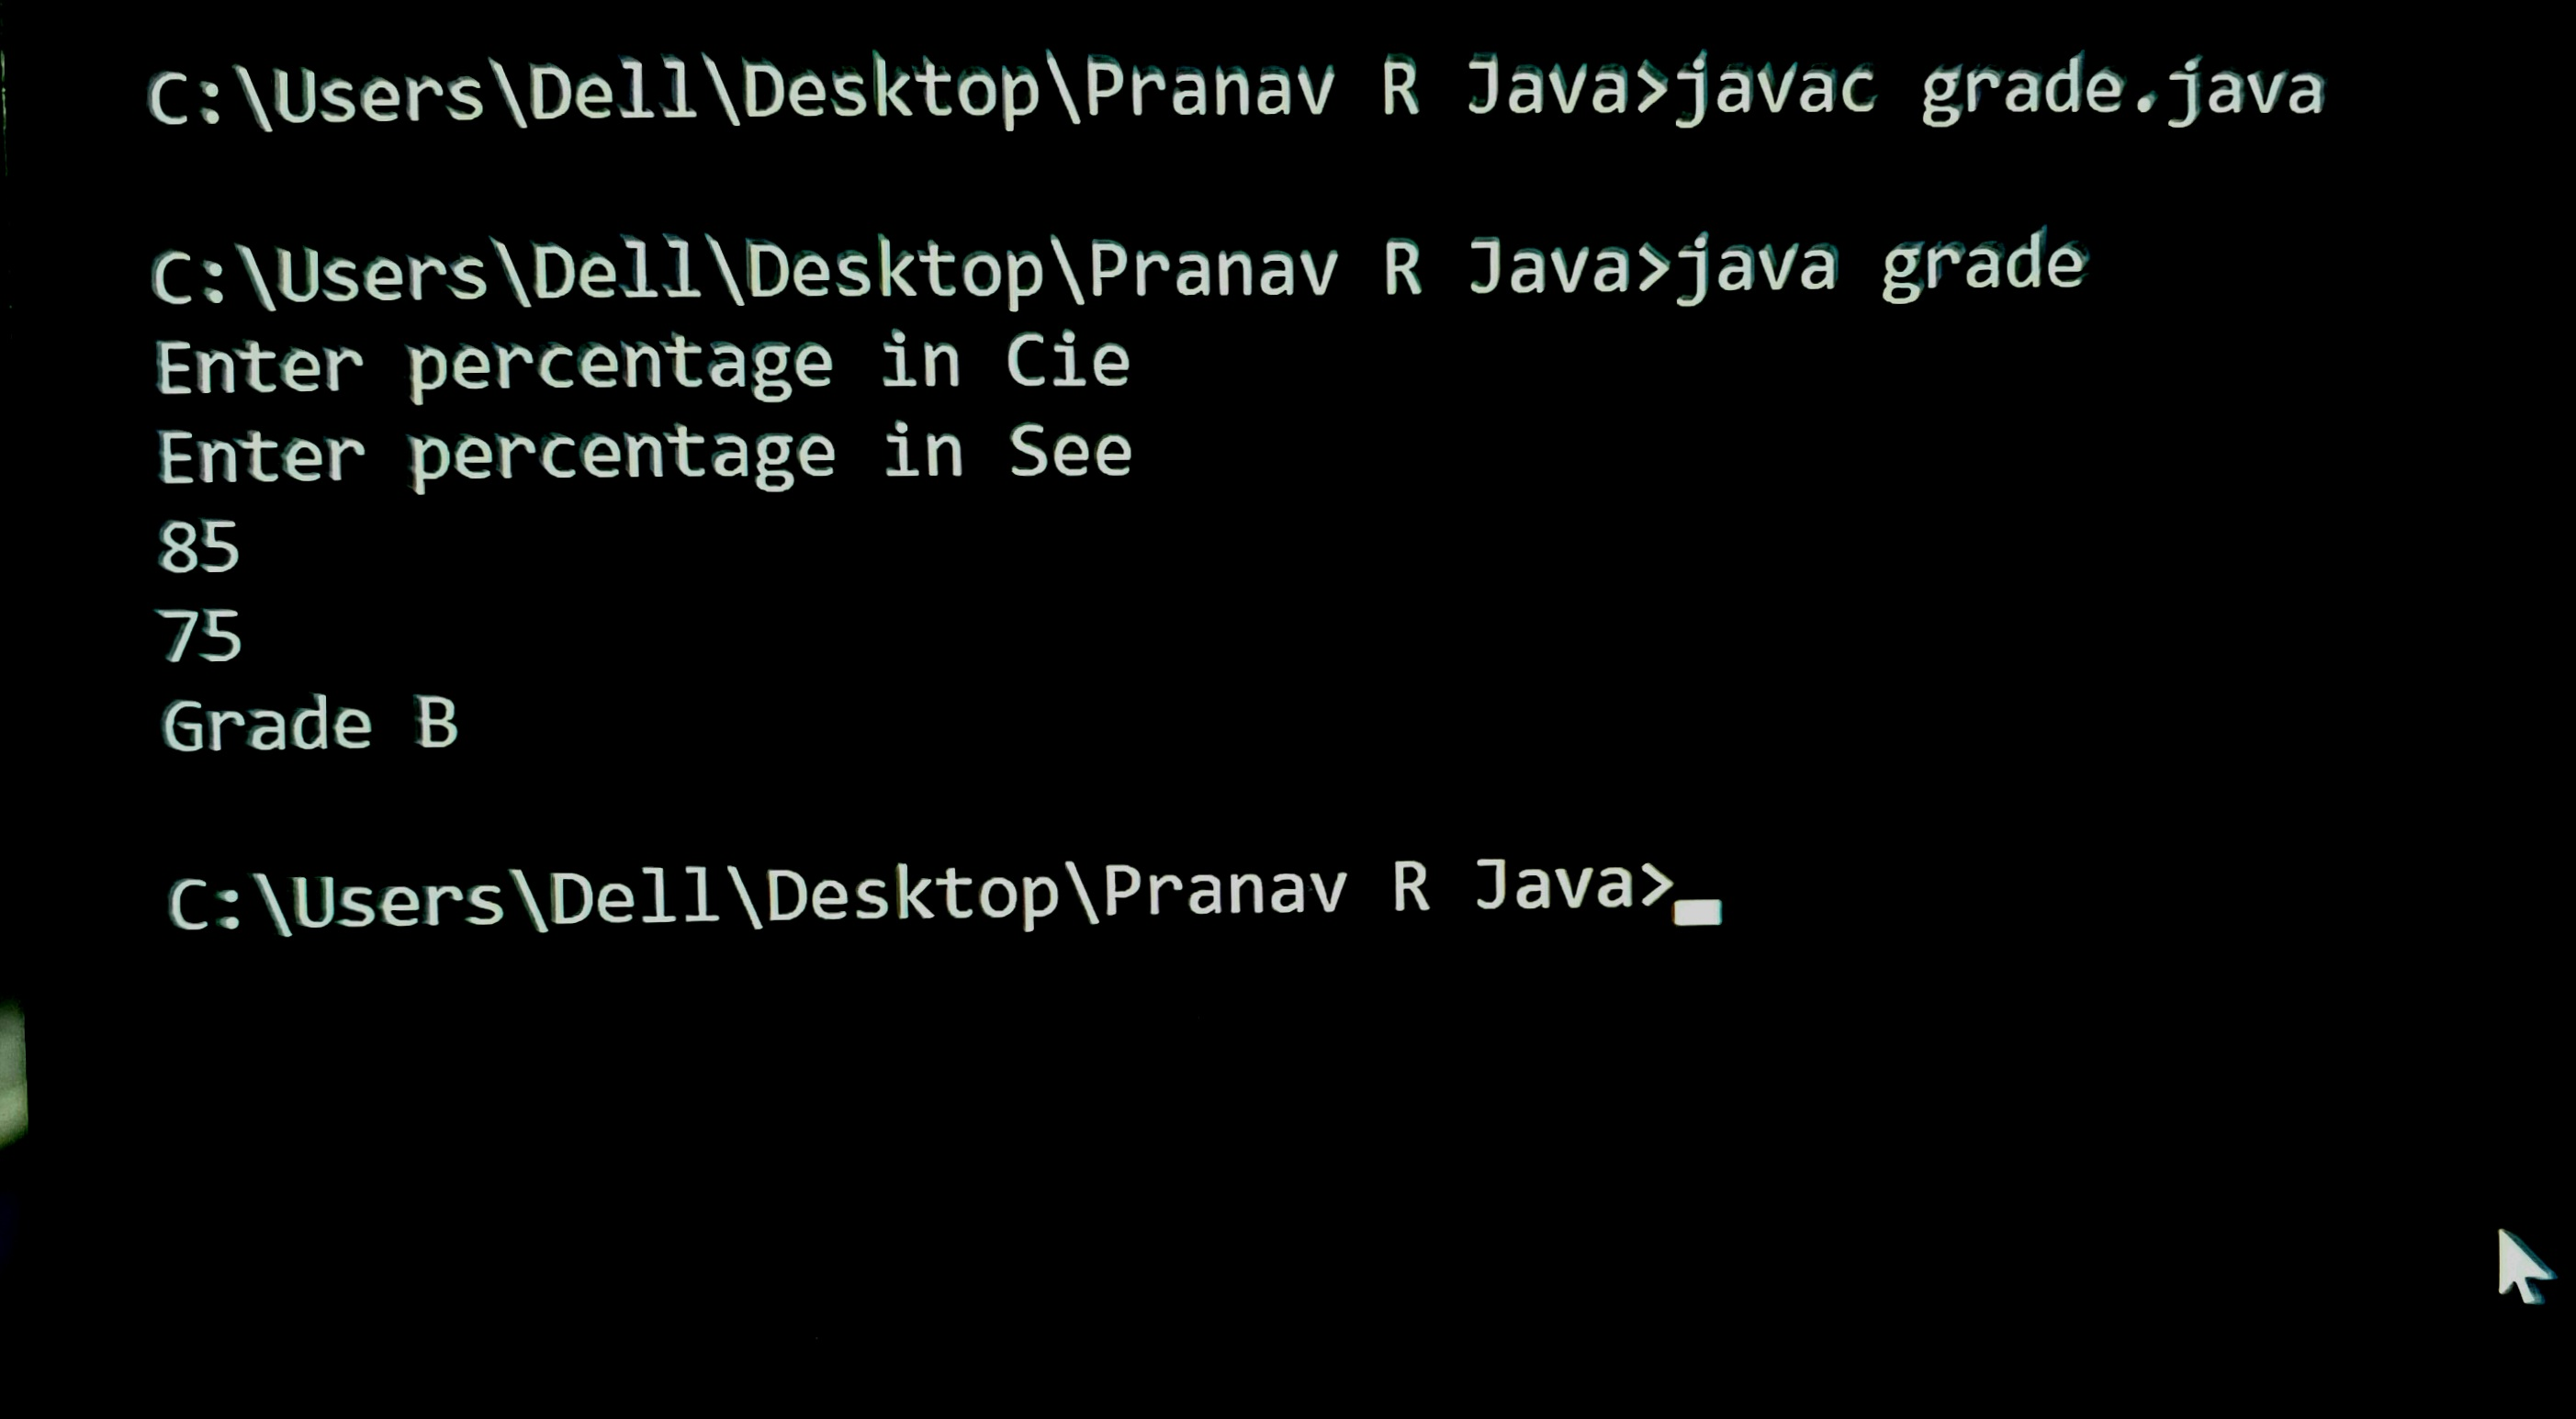 C:\Users\Dell\Desktop\Pranav R Java>javac grade.java
C:\Users\Dell\Desktop\Pranav R Java>java grade
Enter percentage in Cie
Enter percentage in See
85
75
Grade B
C:\Users\Dell\Desktop\Pranav R Java>